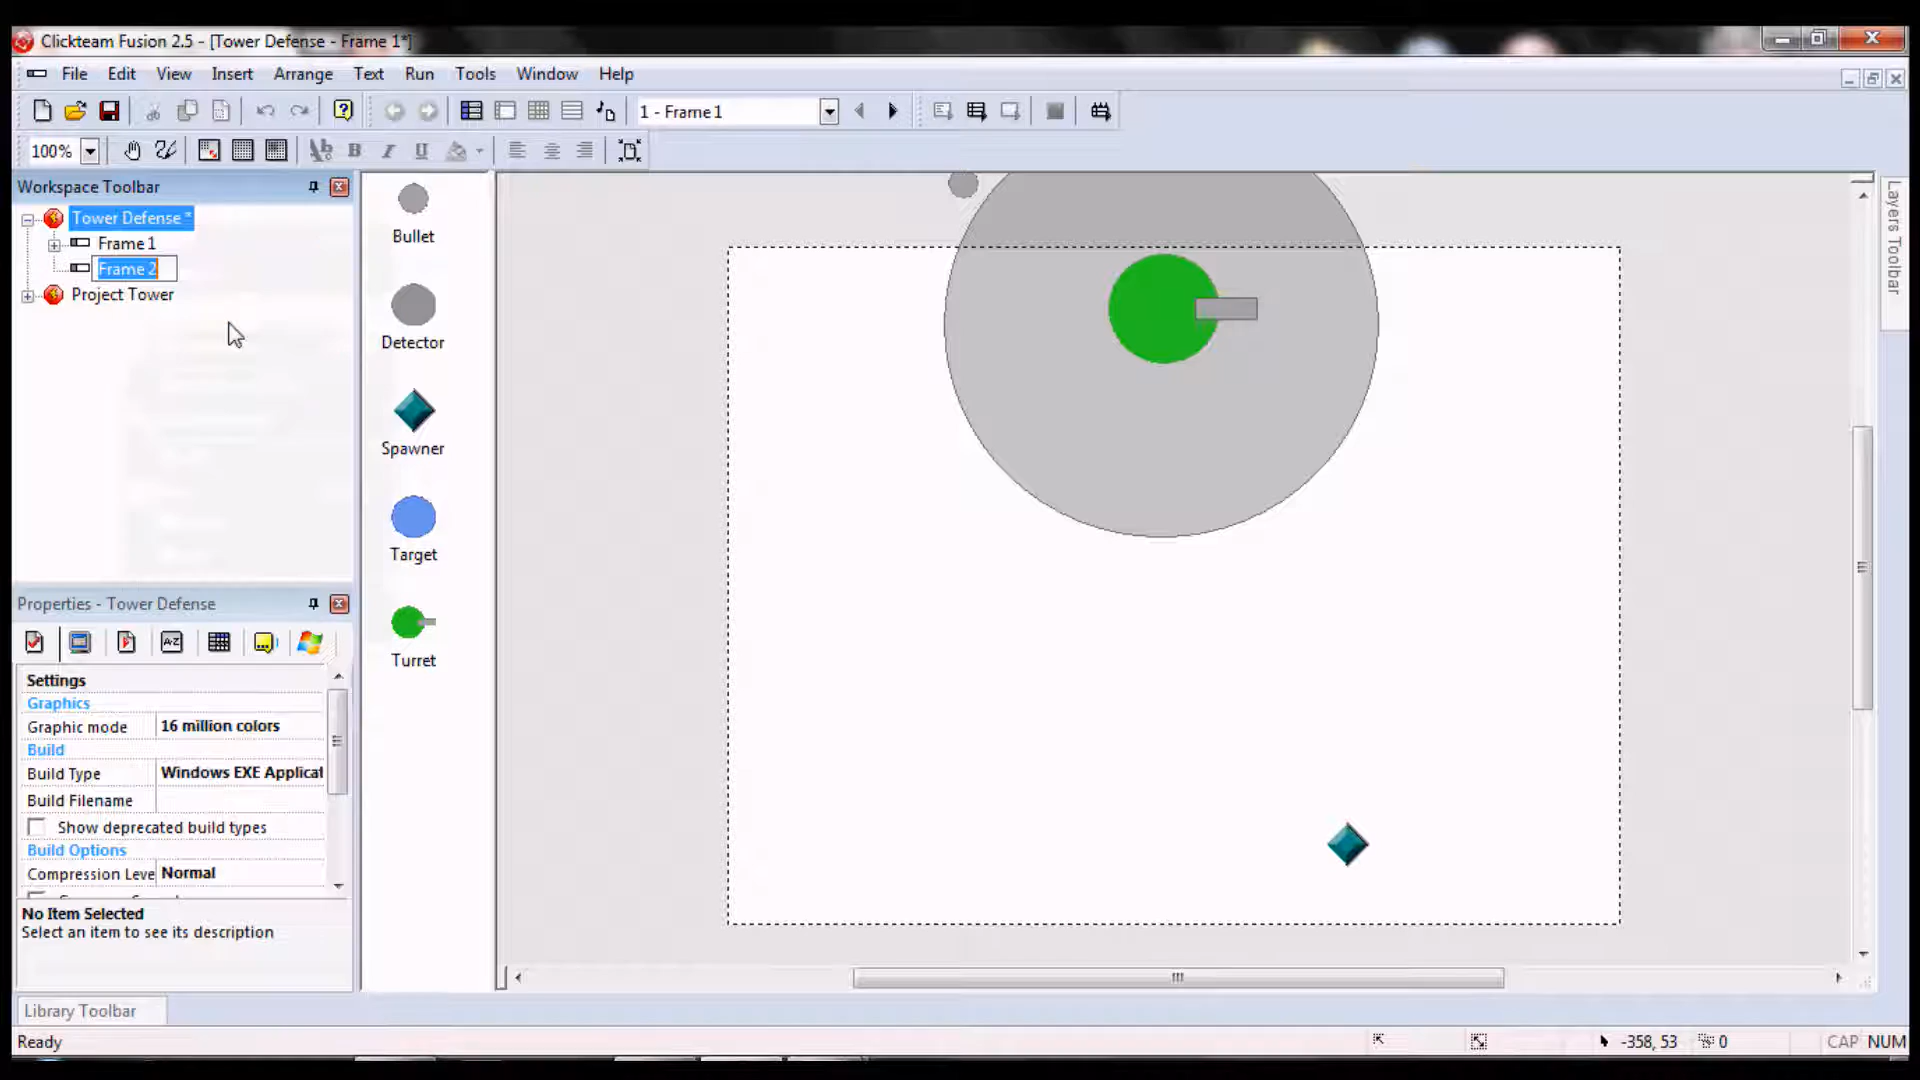 Clickteam Fusion 2.5 - [Tower Defense - Frame 1*]
File Edit View Insert Arrange Text Run Tools Window Help
1 - Frame 1
100%
Workspace Toolbar
Tower Defense *
Frame 1
Frame 2
Project Tower
Bullet
Detector
Spawner
Target
Turret
Layers Toolbar
Properties - Tower Defense
Settings
Graphics
Graphic mode 16 million colors
Build
Build Type Windows EXE Applicat
Build Filename
Show deprecated build types
Build Options
Compression Leve Normal
No Item Selected
Select an item to see its description
Library Toolbar
Ready
-358, 53
0
CAP NUM